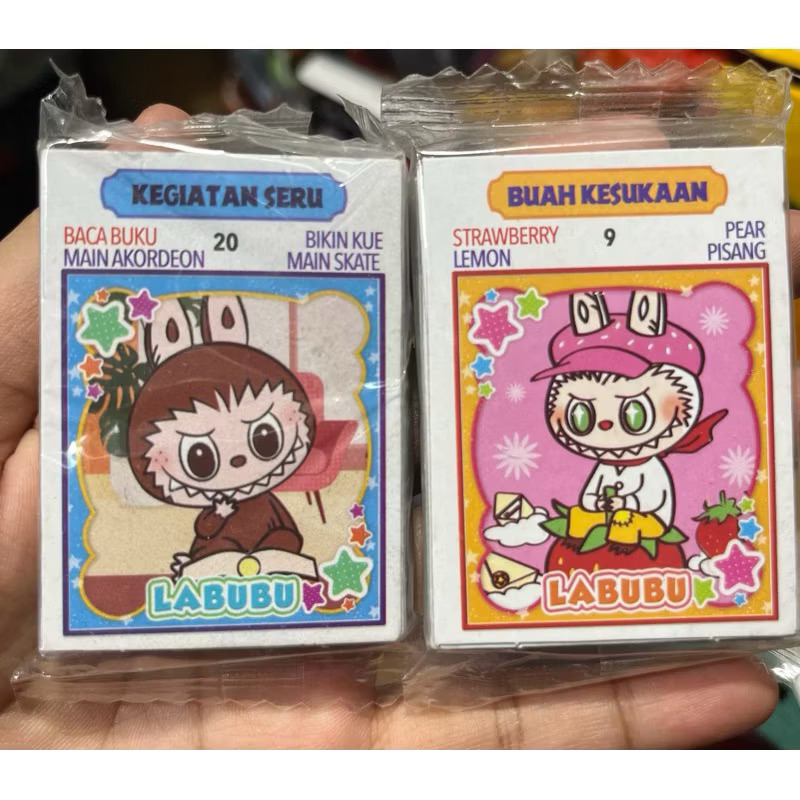 KEGIATAN SERU
BACA BUKU 20 BIKIN KUE
MAIN AKORDEON MAIN SKATE
LABUBU
BUAH KESUKAAN
STRAWBERRY 9 PEAR
LEMON PISANG
LABUBU